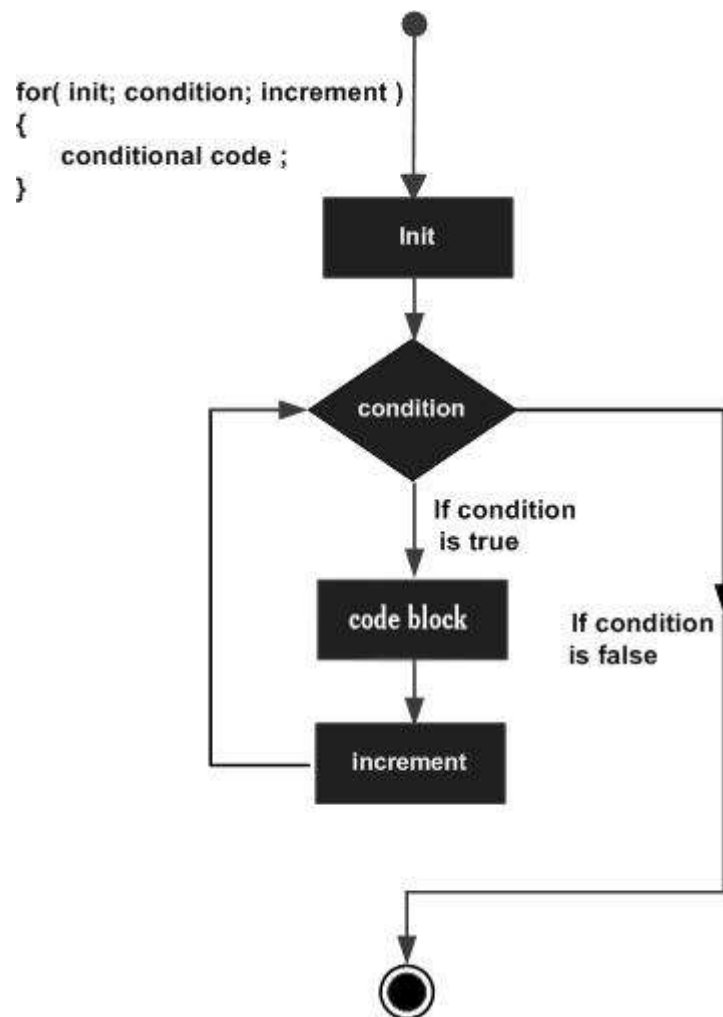 for( init; condition; increment )
{
conditional code ;
}
Init
condition
If condition
is true
code block
If condition
is false
increment